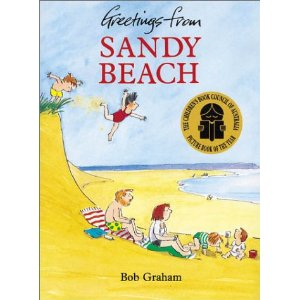 Greetings from
SANDY
BEACH
THE CHILDREN'S BOOK COUNCIL OF AUSTRALIA
PICTURE BOOK OF THE YEAR
Bob Graham